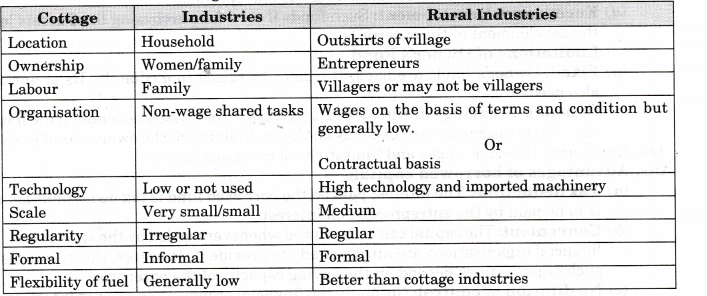 Cottage Industries Rural Industries
Location Household Outskirts of village
Ownership Women/family Entrepreneurs
Labour Family Villagers or may not be villagers
Organisation Non-wage shared tasks Wages on the basis of terms and condition but
generally low.
Or
Contractual basis
Technology Low or not used High technology and imported machinery
Scale Very small/small Medium
Regularity Irregular Regular
Formal Informal Formal
Flexibility of fuel Generally low Better than cottage industries